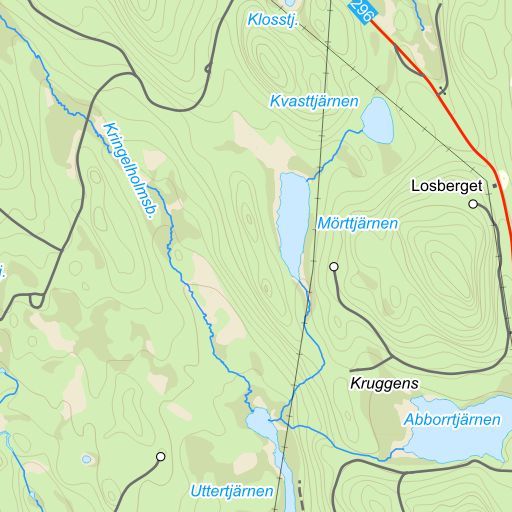 296
Klosstj.
Kvasttjärnen
Kringelholmsb.
Losberget
Mörttjärnen
j.
Kruggens
Abborrtjärnen
Uttertjärnen